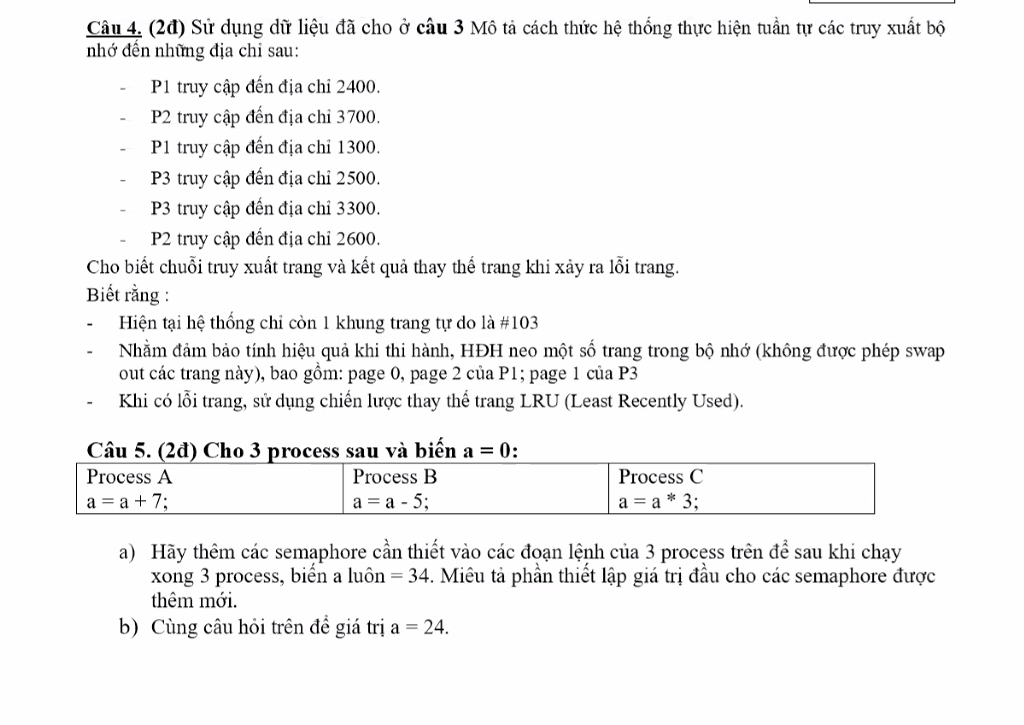 Câu 4. (2đ) Sử dụng dữ liệu đã cho ở câu 3 Mô tả cách thức hệ thống thực hiện tuần tự các truy xuất bộ
nhớ đến những địa chỉ sau:
- P1 truy cập đến địa chỉ 2400.
- P2 truy cập đến địa chỉ 3700.
- P1 truy cập đến địa chỉ 1300.
- P3 truy cập đến địa chỉ 2500.
- P3 truy cập đến địa chỉ 3300.
- P2 truy cập đến địa chỉ 2600.
Cho biết chuỗi truy xuất trang và kết quả thay thế trang khi xảy ra lỗi trang.
Biết rằng :
- Hiện tại hệ thống chỉ còn 1 khung trang tự do là #103
- Nhằm đảm bảo tính hiệu quả khi thi hành, HĐH neo một số trang trong bộ nhớ (không được phép swap
out các trang này), bao gồm: page 0, page 2 của P1; page 1 của P3
- Khi có lỗi trang, sử dụng chiến lược thay thế trang LRU (Least Recently Used).
Câu 5. (2đ) Cho 3 process sau và biến a = 0:
Process A Process B Process C
a = a + 7; a = a - 5; a = a * 3;
a) Hãy thêm các semaphore cần thiết vào các đoạn lệnh của 3 process trên để sau khi chạy
xong 3 process, biến a luôn = 34. Miêu tả phần thiết lập giá trị đầu cho các semaphore được
thêm mới.
b) Cùng câu hỏi trên để giá trị a = 24.